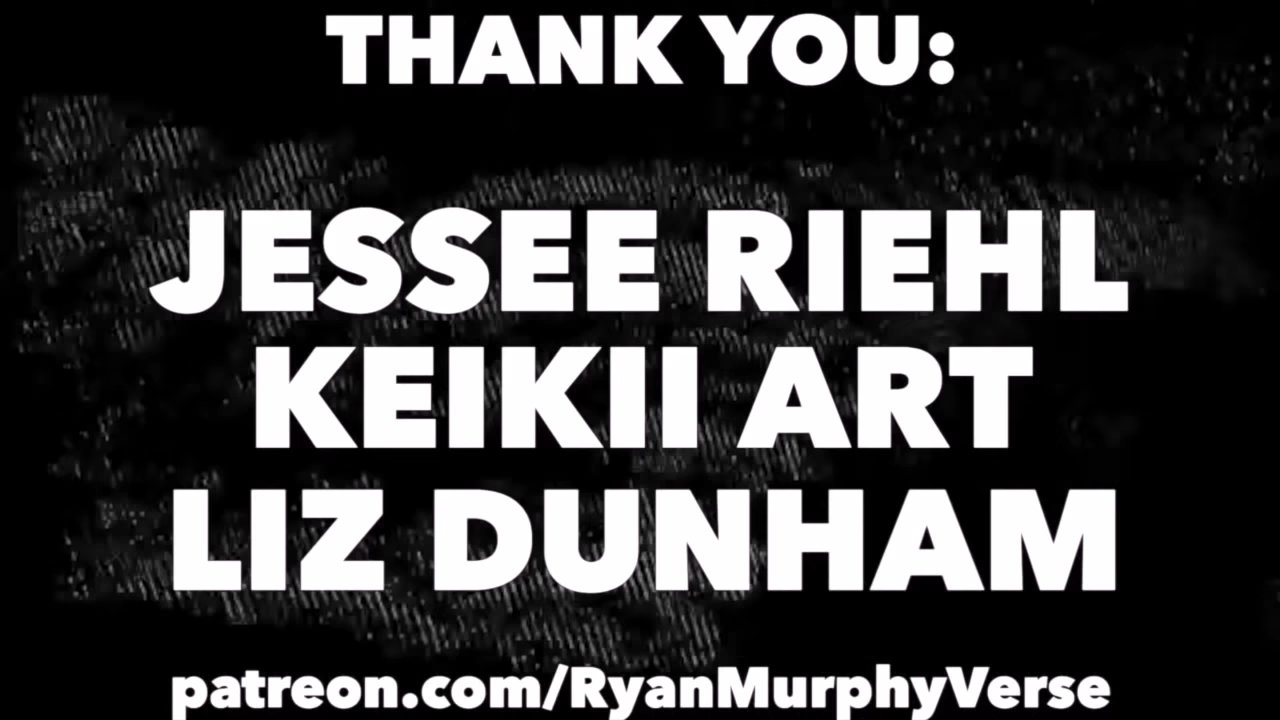 THANK YOU:
JESSEE RIEHL
KEIKII ART
LIZ DUNHAM
patreon.com/RyanMurphyVerse